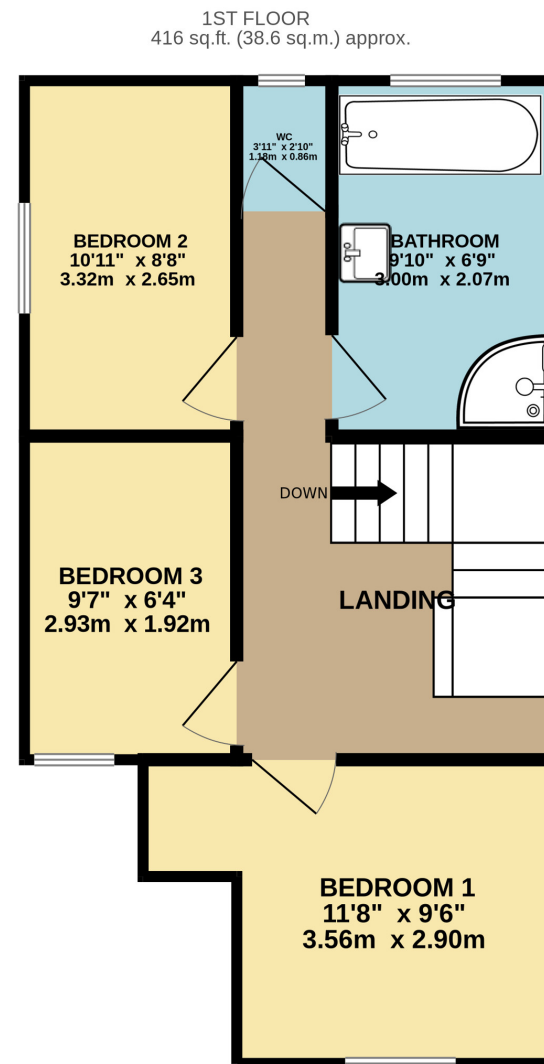 1ST FLOOR
416 sq.ft. (38.6 sq.m.) approx.
WC
3'11" x 2'10"
1.18m x 0.86m
BEDROOM 2
10'11" x 8'8"
3.32m x 2.65m
BATHROOM
9'10" x 6'9"
3.00m x 2.07m
DOWN
BEDROOM 3
9'7" x 6'4"
2.93m x 1.92m
LANDING
BEDROOM 1
11'8" x 9'6"
3.56m x 2.90m